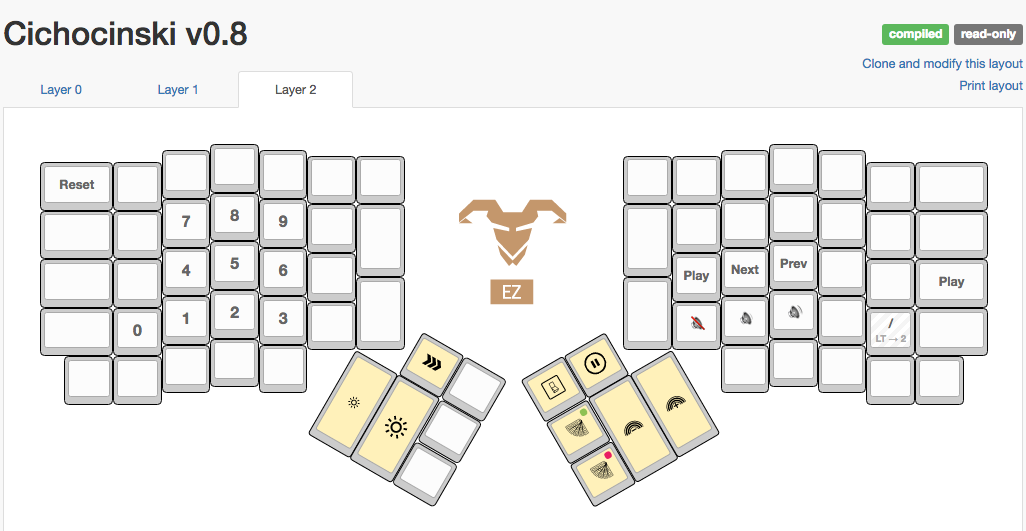 Cichocinski v0.8
compiled read-only
Clone and modify this layout
Print layout
Layer 0 Layer 1 Layer 2
Reset
7 8 9
4 5 6
0 1 2 3
EZ
Play Next Prev
Play
/
LT → 2